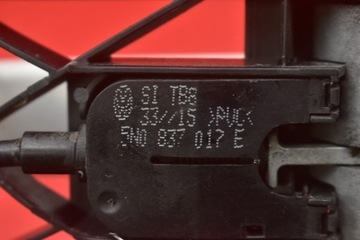 SI TB8
33//15 >PVC<
5N0 837 017 E